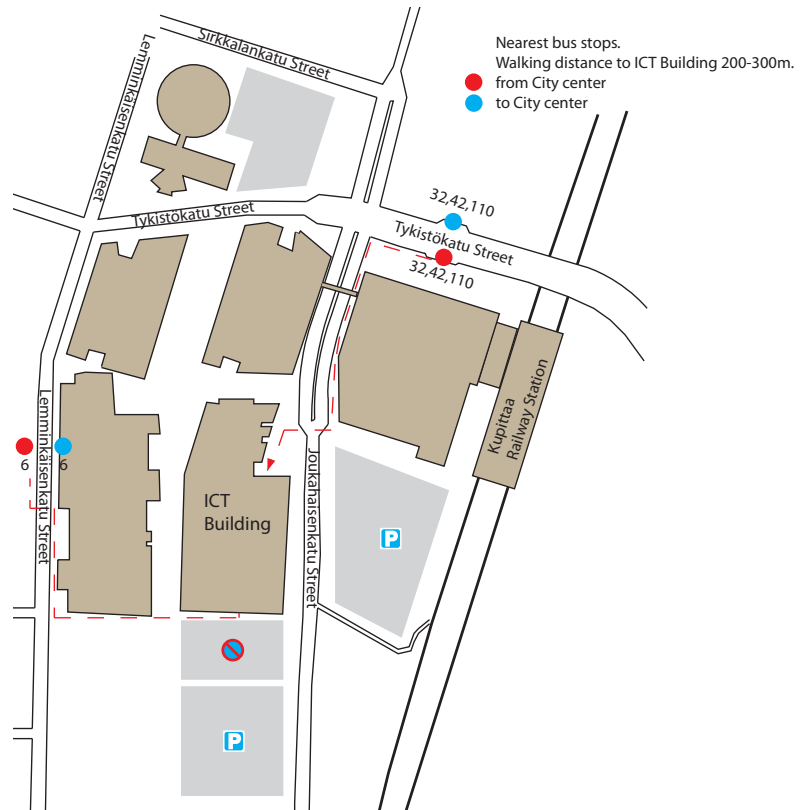 Nearest bus stops.
Walking distance to ICT Building 200-300m.
from City center
to City center
Sirkkalankatu Street
Lemminkäisenkatu Street
32,42,110
Tykistökatu Street
Tykistökatu Street
32,42,110
Kupittaa
Railway Station
Lemminkäisenkatu Street
6
6
ICT
Building
Joukahaisenkatu Street
P
P